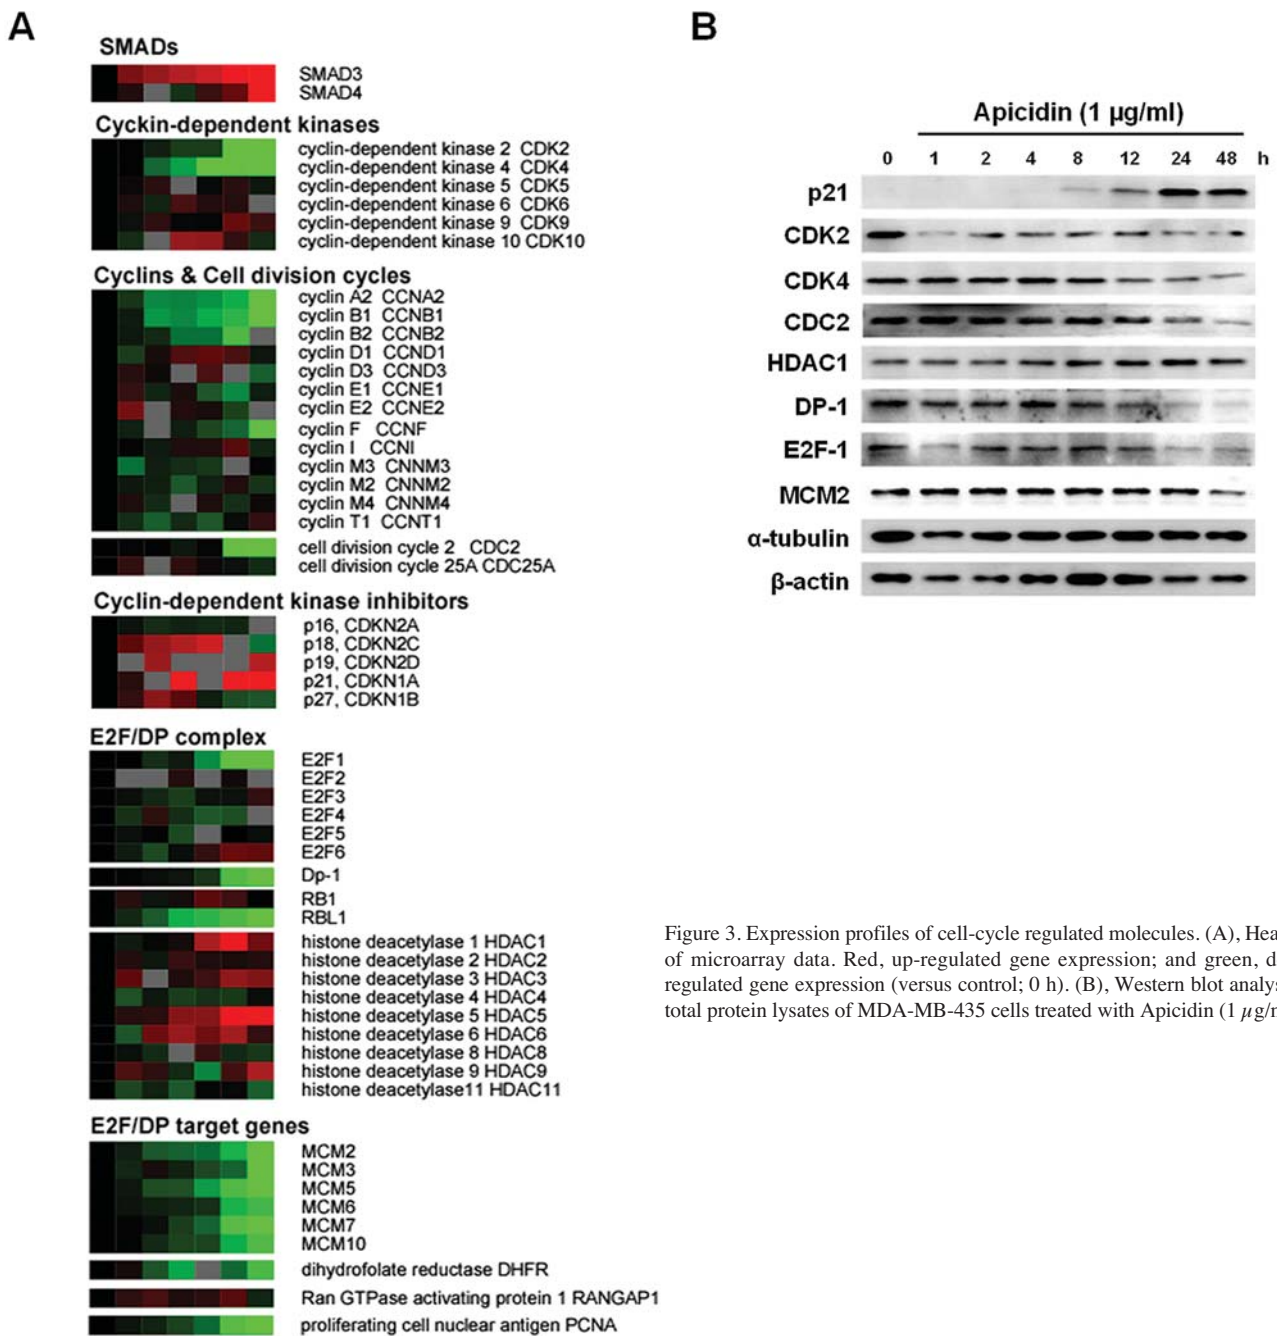 A
SMADs
SMAD3
SMAD4
Cyckin-dependent kinases
cyclin-dependent kinase 2 CDK2
cyclin-dependent kinase 4 CDK4
cyclin-dependent kinase 5 CDK5
cyclin-dependent kinase 6 CDK6
cyclin-dependent kinase 9 CDK9
cyclin-dependent kinase 10 CDK10
Cyclins & Cell division cycles
cyclin A2 CCNA2
cyclin B1 CCNB1
cyclin B2 CCNB2
cyclin D1 CCND1
cyclin D3 CCND3
cyclin E1 CCNE1
cyclin E2 CCNE2
cyclin F CCNF
cyclin I CCNI
cyclin M3 CNNM3
cyclin M2 CNNM2
cyclin M4 CNNM4
cyclin T1 CCNT1
cell division cycle 2 CDC2
cell division cycle 25A CDC25A
Cyclin-dependent kinase inhibitors
p16, CDKN2A
p18, CDKN2C
p19, CDKN2D
p21, CDKN1A
p27, CDKN1B
E2F/DP complex
E2F1
E2F2
E2F3
E2F4
E2F5
E2F6
Dp-1
RB1
RBL1
histone deacetylase 1 HDAC1
histone deacetylase 2 HDAC2
histone deacetylase 3 HDAC3
histone deacetylase 4 HDAC4
histone deacetylase 5 HDAC5
histone deacetylase 6 HDAC6
histone deacetylase 8 HDAC8
histone deacetylase 9 HDAC9
histone deacetylase11 HDAC11
E2F/DP target genes
MCM2
MCM3
MCM5
MCM6
MCM7
MCM10
dihydrofolate reductase DHFR
Ran GTPase activating protein 1 RANGAP1
proliferating cell nuclear antigen PCNA
B
Apicidin (1 μg/ml)
0 1 2 4 8 12 24 48 h
p21
CDK2
CDK4
CDC2
HDAC1
DP-1
E2F-1
MCM2
α-tubulin
β-actin
Figure 3. Expression profiles of cell-cycle regulated molecules. (A), Hea
of microarray data. Red, up-regulated gene expression; and green, d
regulated gene expression (versus control; 0 h). (B), Western blot analys
total protein lysates of MDA-MB-435 cells treated with Apicidin (1 μg/n